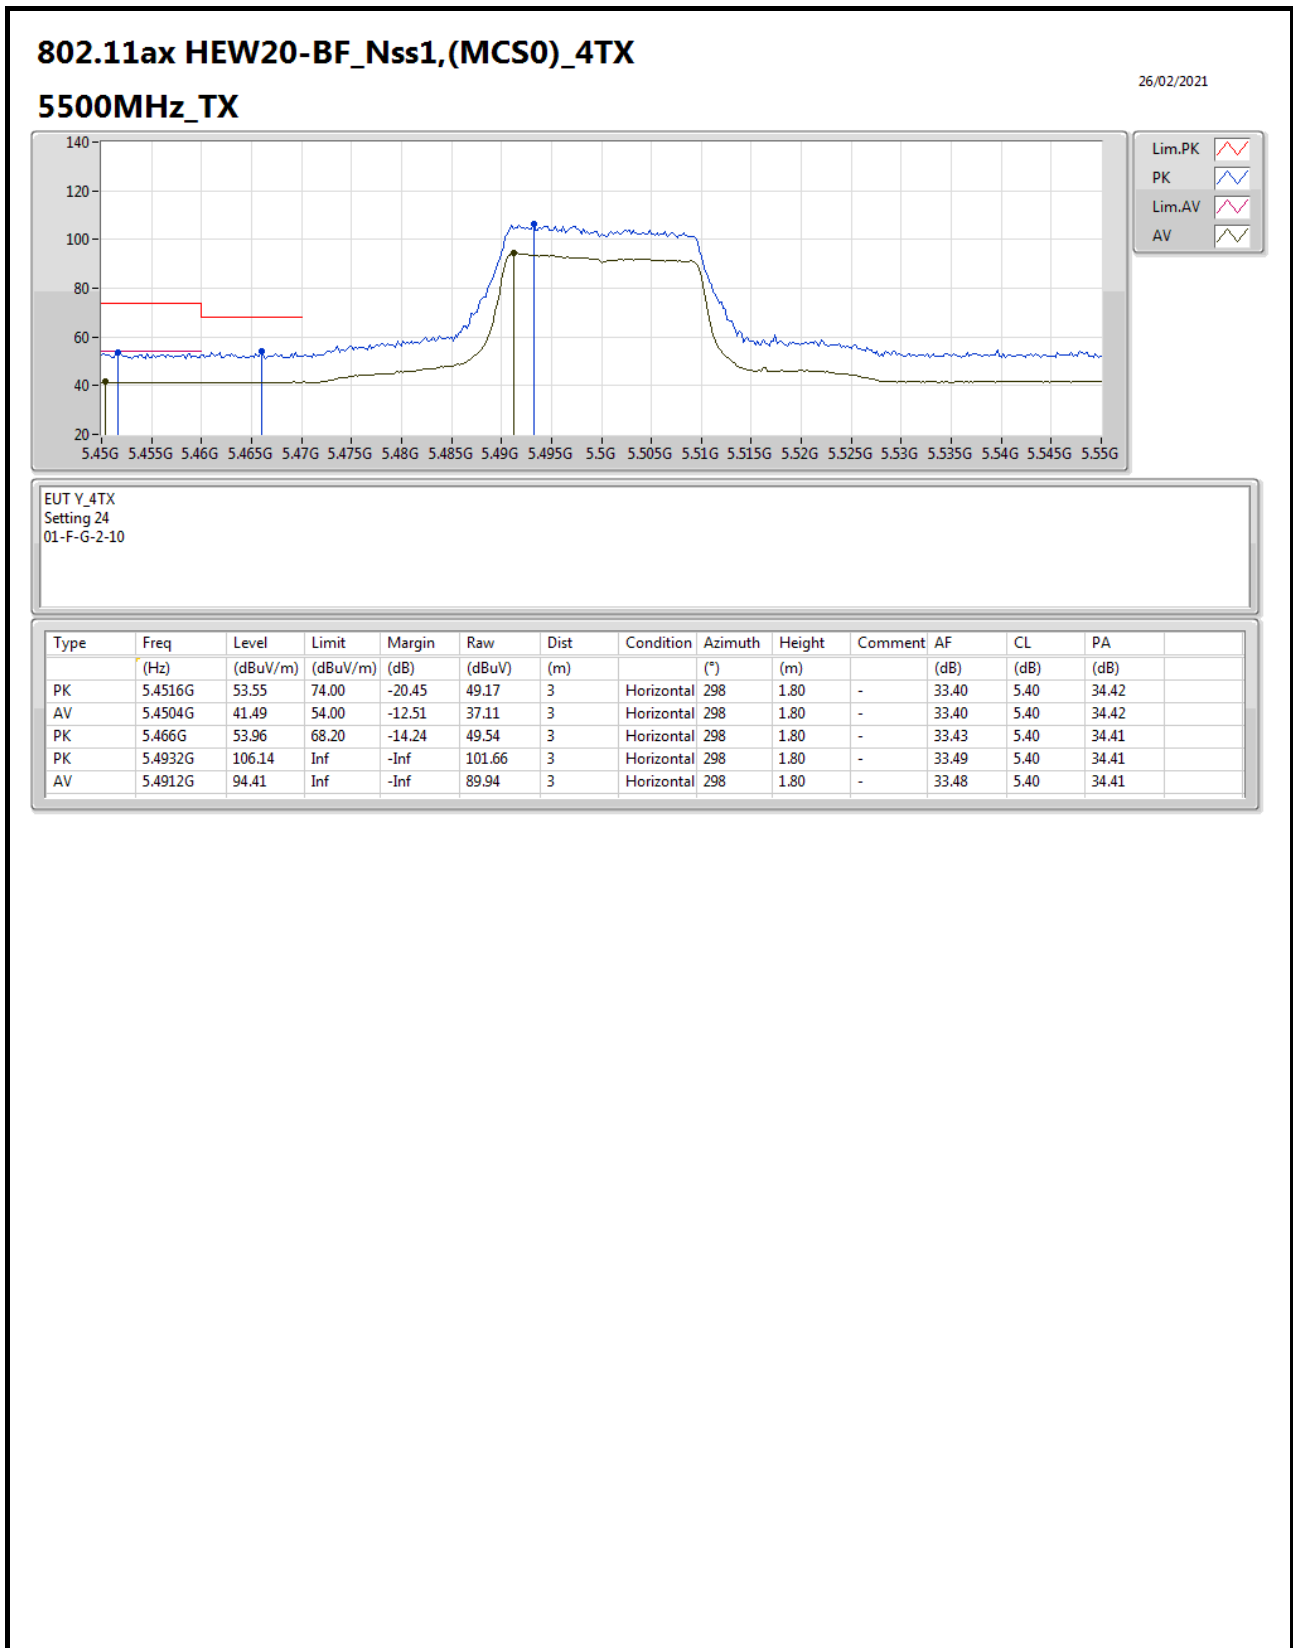 802.11ax HEW20-BF_Nss1,(MCS0)_4TX
26/02/2021
5500MHz_TX
140
120
100
80
60
40
20
5.45G 5.455G 5.46G 5.465G 5.47G 5.475G 5.48G 5.485G 5.49G 5.495G 5.5G 5.505G 5.51G 5.515G 5.52G 5.525G 5.53G 5.535G 5.54G 5.545G 5.55G
Lim.PK
PK
Lim.AV
AV
EUT Y_4TX
Setting 24
01-F-G-2-10
Type Freq Level Limit Margin Raw Dist Condition Azimuth Height Comment AF CL PA
(Hz) (dBuV/m) (dBuV/m) (dB) (dBuV) (m) (°) (m) (dB) (dB) (dB)
PK 5.4516G 53.55 74.00 -20.45 49.17 3 Horizontal 298 1.80 - 33.40 5.40 34.42
AV 5.4504G 41.49 54.00 -12.51 37.11 3 Horizontal 298 1.80 - 33.40 5.40 34.42
PK 5.466G 53.96 68.20 -14.24 49.54 3 Horizontal 298 1.80 - 33.43 5.40 34.41
PK 5.4932G 106.14 Inf -Inf 101.66 3 Horizontal 298 1.80 - 33.49 5.40 34.41
AV 5.4912G 94.41 Inf -Inf 89.94 3 Horizontal 298 1.80 - 33.48 5.40 34.41